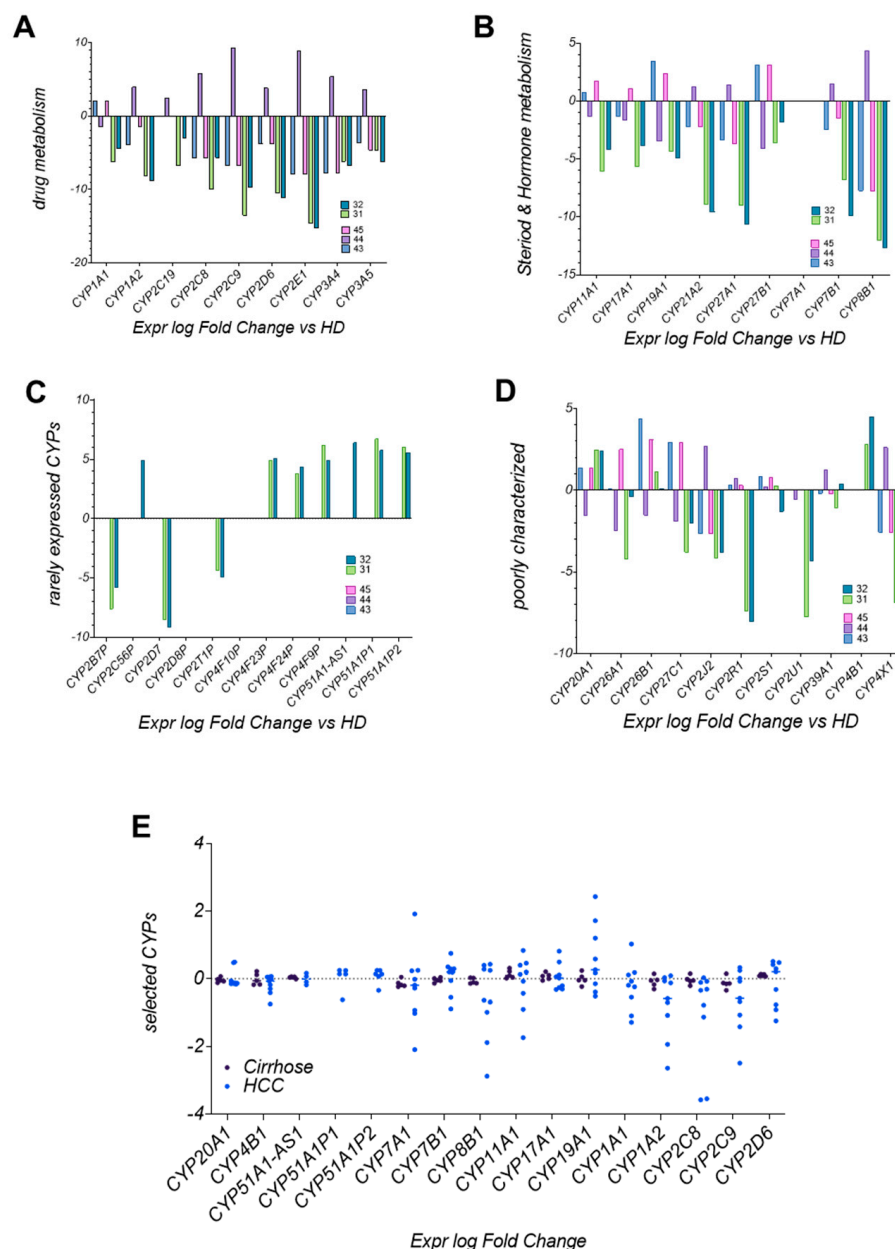 A
drug metabolism
10
0
-10
-20
32
31
45
44
43
CYP1A1
CYP1A2
CYP2C19
CYP2C8
CYP2C9
CYP2D6
CYP2E1
CYP3A4
CYP3A5
Expr log Fold Change vs HD
B
Steriod & Hormone metabolism
5
0
-5
-10
-15
32
31
45
44
43
CYP11A1
CYP17A1
CYP19A1
CYP21A2
CYP27A1
CYP27B1
CYP7A1
CYP7B1
CYP8B1
Expr log Fold Change vs HD
C
rarely expressed CYPs
10
5
0
-5
-10
32
31
45
44
43
CYP2B7P
CYP2C56P
CYP2D7
CYP2D8P
CYP2T1P
CYP4F10P
CYP4F23P
CYP4F24P
CYP4F9P
CYP51A1-AS1
CYP51A1P1
CYP51A1P2
Expr log Fold Change vs HD
D
poorly characterized
5
0
-5
-10
32
31
45
44
43
CYP20A1
CYP26A1
CYP26B1
CYP27C1
CYP2J2
CYP2R1
CYP2S1
CYP2U1
CYP39A1
CYP4B1
CYP4X1
Expr log Fold Change vs HD
E
selected CYPs
4
2
0
-2
-4
Cirrhose
HCC
CYP20A1
CYP4B1
CYP51A1-AS1
CYP51A1P1
CYP51A1P2
CYP7A1
CYP7B1
CYP8B1
CYP11A1
CYP17A1
CYP19A1
CYP1A1
CYP1A2
CYP2C8
CYP2C9
CYP2D6
Expr log Fold Change